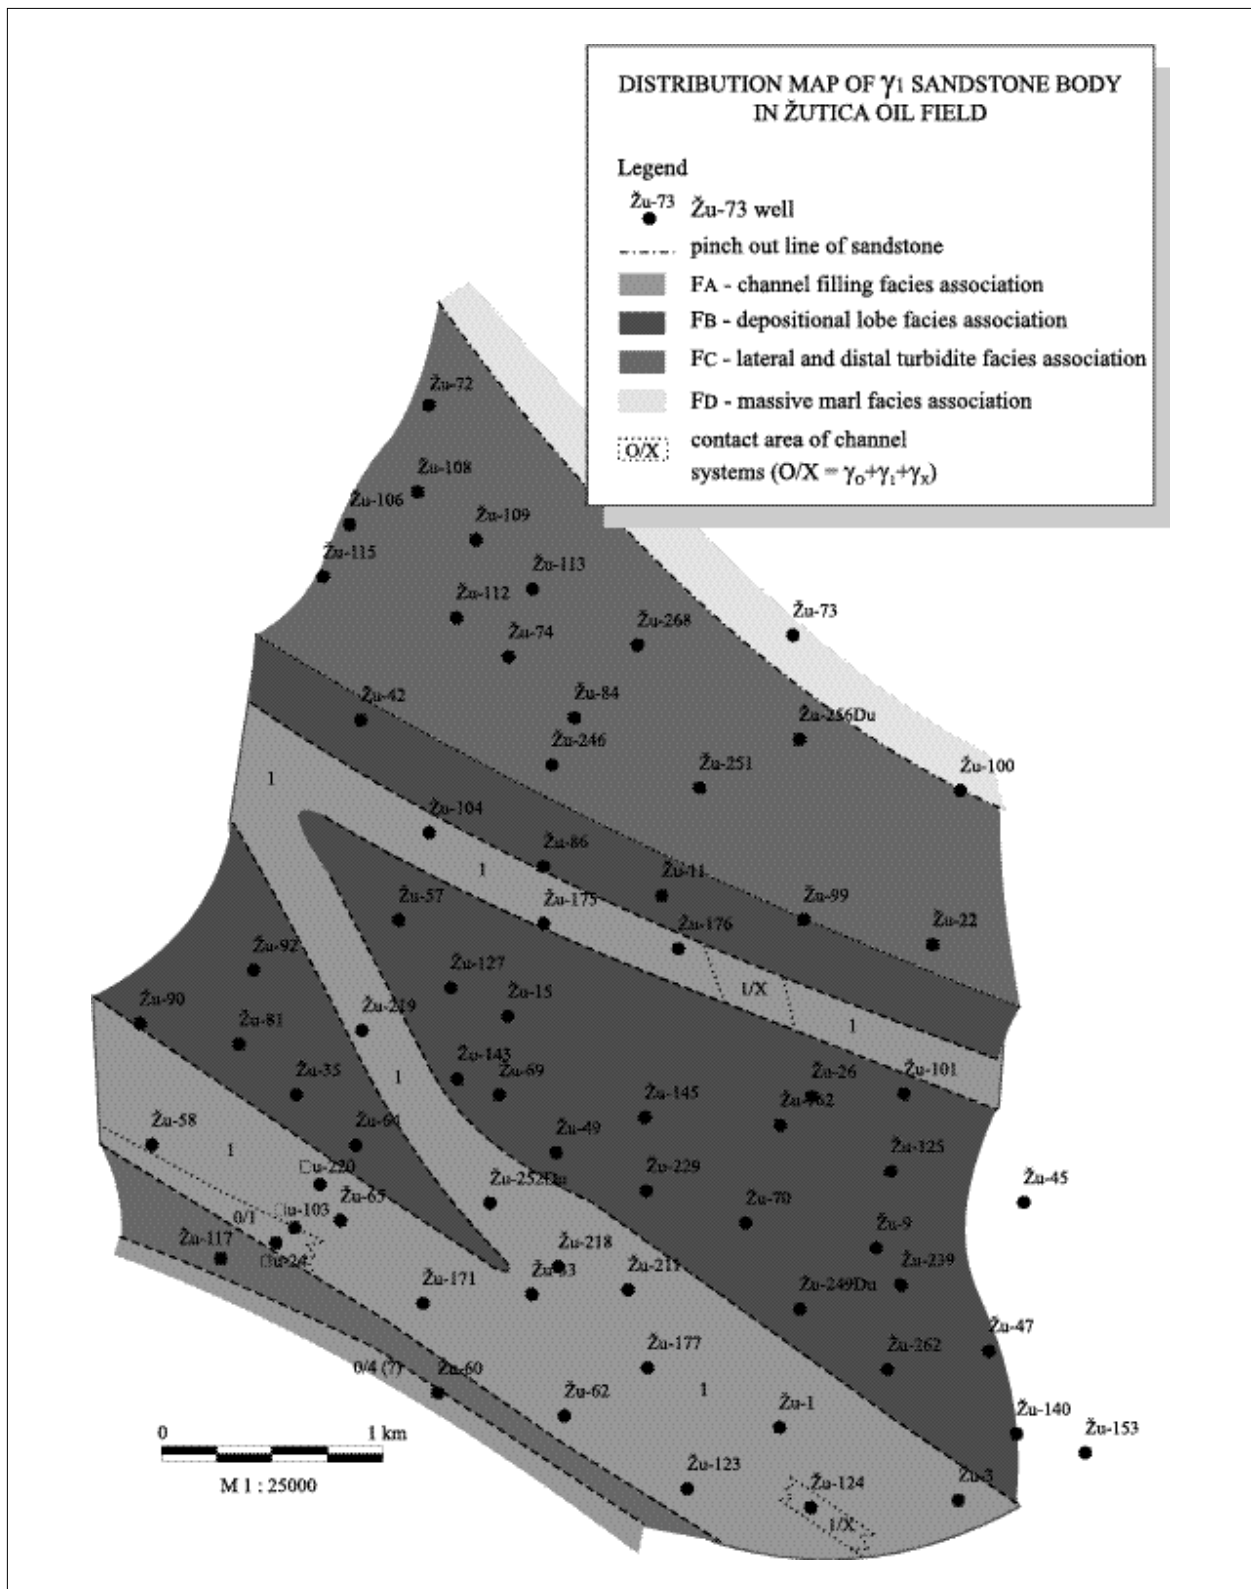 DISTRIBUTION MAP OF γ1 SANDSTONE BODY
IN ŽUTICA OIL FIELD
Legend
Žu-73
Žu-73 well
pinch out line of sandstone
FA - channel filling facies association
FB - depositional lobe facies association
FC - lateral and distal turbidite facies association
FD - massive marl facies association
O/X
contact area of channel
systems (O/X = γo+γ1+γx)
Žu-72
Žu-108
Žu-106
Žu-109
Žu-115
Žu-113
Žu-112
Žu-73
Žu-74
Žu-268
Žu-42
Žu-84
Žu-256Du
Žu-246
Žu-251
Žu-100
1
Žu-104
Žu-86
1
Žu-11
Žu-57
Žu-175
Žu-99
Žu-176
Žu-22
Žu-92
Žu-127
1/X
Žu-15
Žu-90
Žu-219
1
Žu-81
Žu-143
Žu-69
1
Žu-35
Žu-26
Žu-101
Žu-145
Žu-58
Žu-64
Žu-49
Žu-125
1
□u-220
Žu-252Du
Žu-229
Žu-45
□u-103
Žu-65
Žu-70
0/1
Žu-9
Žu-117
□u-24
Žu-218
Žu-239
Žu-171
Žu-211
Žu-249Du
Žu-177
Žu-262
Žu-47
0/4 (?)
Žu-60
1
Žu-62
Žu-1
Žu-140
Žu-153
0
1 km
M 1 : 25000
Žu-123
Žu-124
Žu-3
1/X